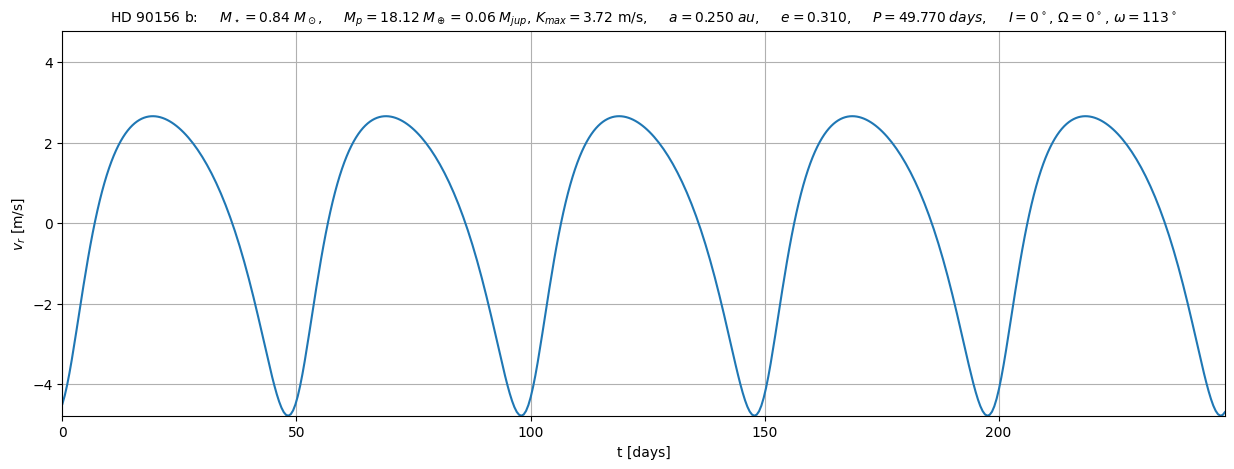 HD 90156 b: M⋆ = 0.84 M⊙, Mp = 18.12 M⊕ = 0.06 Mjup, Kmax = 3.72 m/s, a = 0.250 au, e = 0.310, P = 49.770 days, I = 0°, Ω = 0°, ω = 113°
4
2
0
−2
−4
vr [m/s]
0 50 100 150 200
t [days]